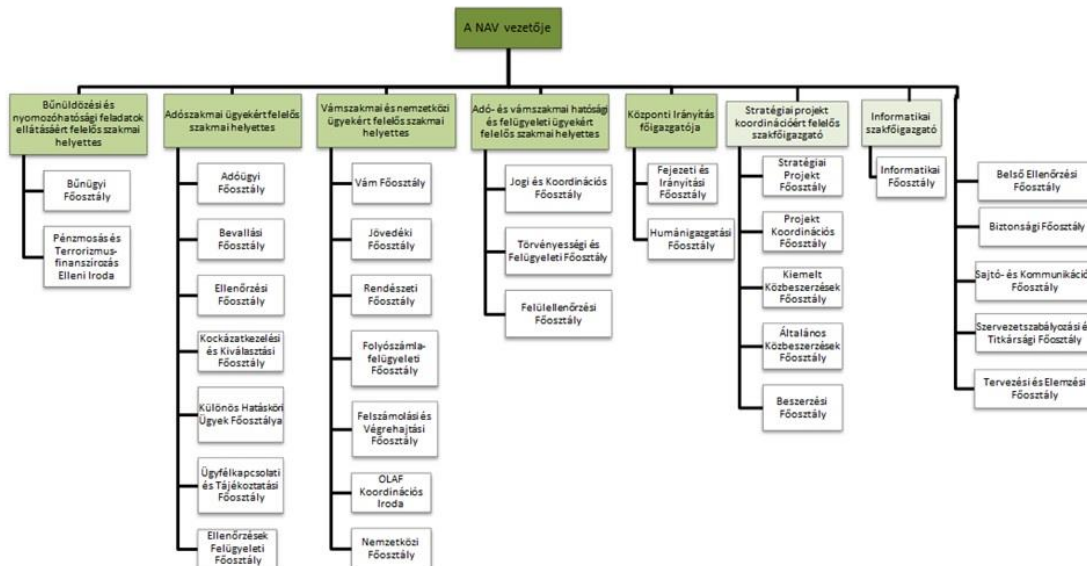 A NAV vezetője
Bűnüldözési és
nyomozóhatósági feladatok
ellátásáért felelős szakmai
helyettes
Bűnügyi
Főosztály
Pénzmosás és
Terrorizmus-
finanszírozás
Elleni Iroda
Adószakmai ügyekért felelős
szakmai helyettes
Adóügyi
Főosztály
Bevallási
Főosztály
Ellenőrzési
Főosztály
Kockázatkezelési
és Kiválasztási
Főosztály
Különös Hatásköri
Ügyek Főosztálya
Ügyfélkapcsolati
és Tájékoztatási
Főosztály
Ellenőrzések
Felügyeleti
Főosztály
Vámszakmai és nemzetközi
ügyekért felelős szakmai
helyettes
Vám Főosztály
Jövedéki
Főosztály
Rendészeti
Főosztály
Folyószámla-
felügyeleti
Főosztály
Felszámolási és
Végrehajtási
Főosztály
OLAF
Koordinációs
Iroda
Nemzetközi
Főosztály
Adó- és vámszakmai hatósági
és felügyeleti ügyekért
felelős szakmai helyettes
Jogi és Koordinációs
Főosztály
Törvényességi és
Felügyeleti Főosztály
Felülellenőrzési
Főosztály
Központi Irányítás
főigazgatója
Fejezeti és
Irányítási Főosztály
Humánigazgatási
Főosztály
Stratégiai projekt
koordinációért felelős
szakfőigazgató
Stratégiai
Projekt
Főosztály
Projekt
Koordinációs
Főosztály
Kiemelt
Közbeszerzések
Főosztály
Általános
Közbeszerzések
Főosztály
Beszerzési
Főosztály
Informatikai
szakfőigazgató
Informatikai
Főosztály
Belső Ellenőrzési
Főosztály
Biztonsági Főosztály
Sajtó- és Kommunikáció
Főosztály
Szervezetszabályozási é
Titkársági Főosztály
Tervezési és Elemzési
Főosztály